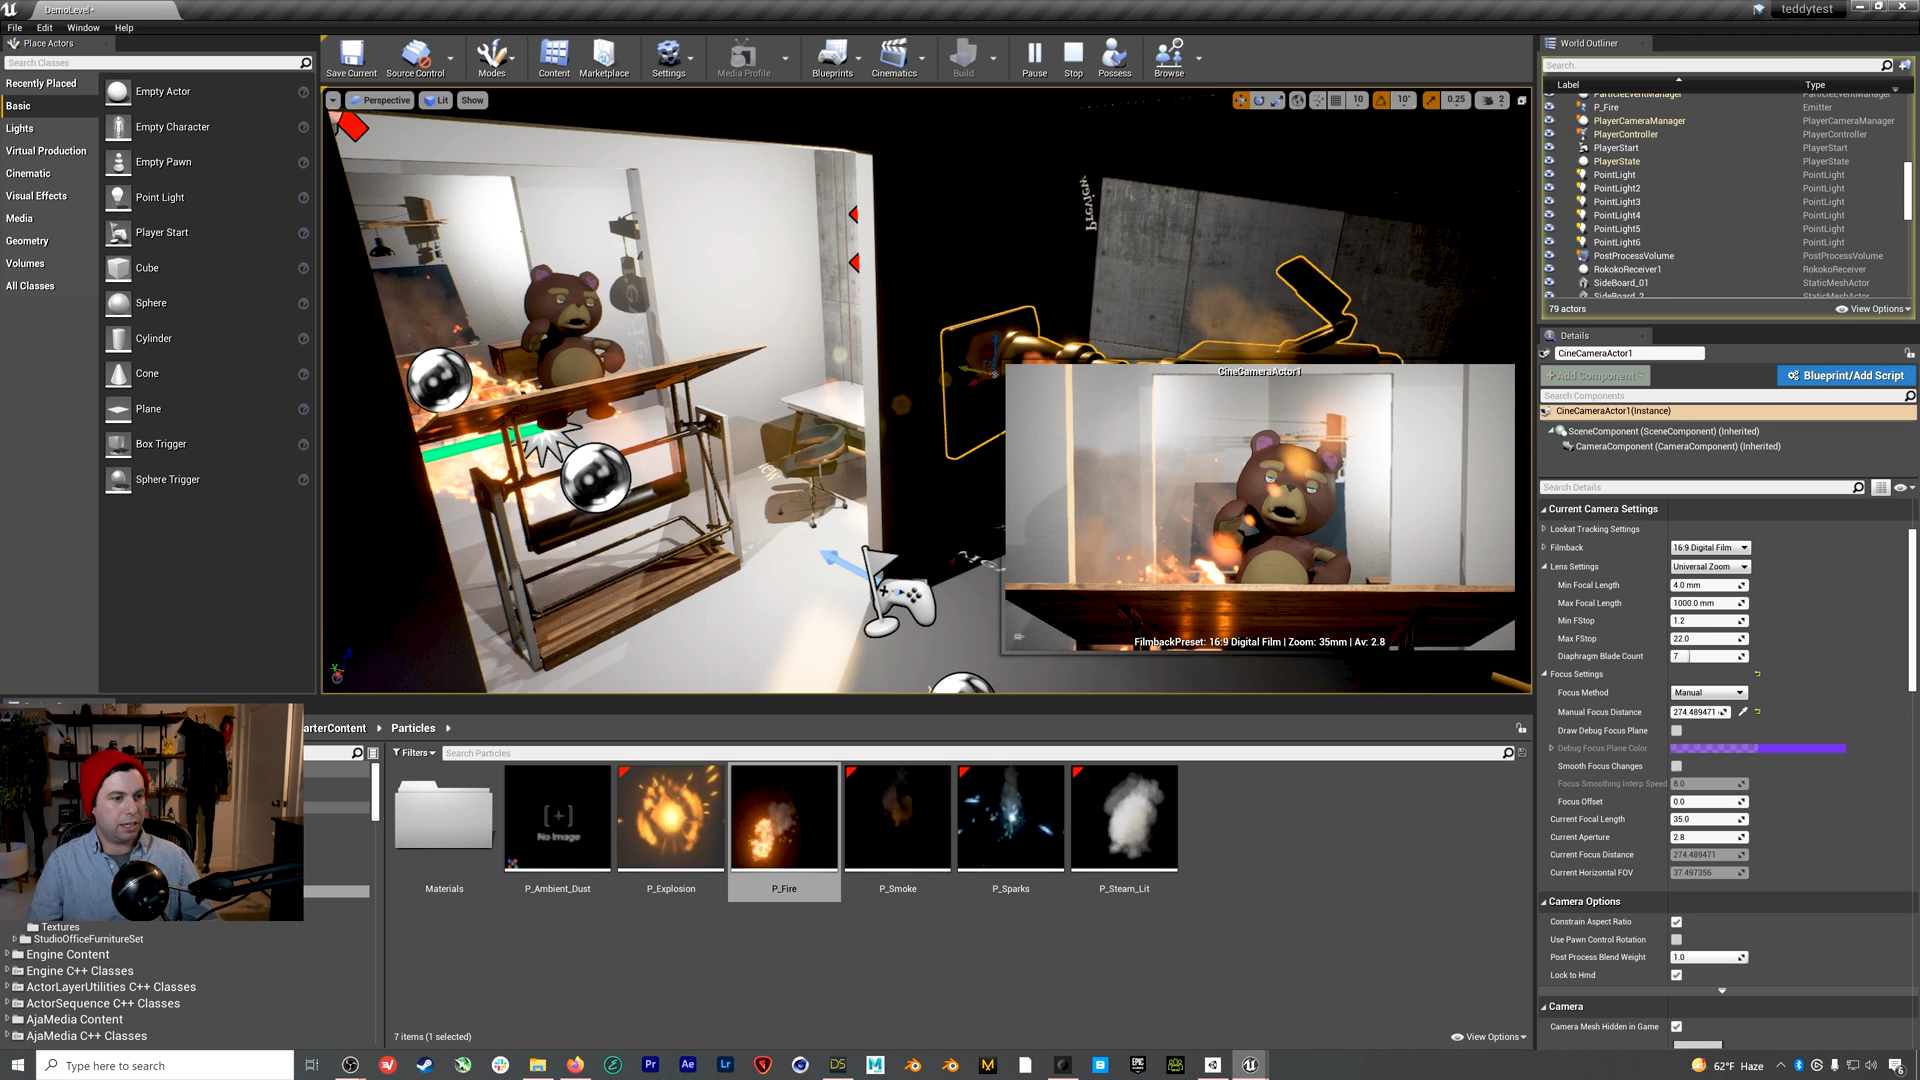 DemoLevel*
teddytest
File Edit Window Help
Place Actors
Search Classes
Recently Placed
Basic
Lights
Virtual Production
Cinematic
Visual Effects
Media
Geometry
Volumes
All Classes
Empty Actor
Empty Character
Empty Pawn
Point Light
Player Start
Cube
Sphere
Cylinder
Cone
Plane
Box Trigger
Sphere Trigger
Save Current Source Control Modes Content Marketplace Settings Media Profile Blueprints Cinematics Build Pause Stop Possess Browse
Perspective Lit Show
10 10° 0.25 2
Preview
CineCameraActor1
FilmbackPreset: 16:9 Digital Film | Zoom: 35mm | Av: 2.8
World Outliner
Search...
Label Type
ParticleEventManager ParticleEventManager
P_Fire Emitter
PlayerCameraManager PlayerCameraManager
PlayerController PlayerController
PlayerStart PlayerStart
PlayerState PlayerState
PointLight PointLight
PointLight2 PointLight
PointLight3 PointLight
PointLight4 PointLight
PointLight5 PointLight
PointLight6 PointLight
PostProcessVolume PostProcessVolume
RokokoReceiver1 RokokoReceiver
SideBoard_01 StaticMeshActor
SideBoard_2 StaticMeshActor
79 actors View Options
Details
CineCameraActor1
+Add Component Blueprint/Add Script
Search Components
CineCameraActor1(Instance)
SceneComponent (SceneComponent) (Inherited)
CameraComponent (CameraComponent) (Inherited)
Search Details
Current Camera Settings
Lookat Tracking Settings
Filmback 16:9 Digital Film
Lens Settings Universal Zoom
Min Focal Length 4.0 mm
Max Focal Length 1000.0 mm
Min FStop 1.2
Max FStop 22.0
Diaphragm Blade Count 7
Focus Settings
Focus Method Manual
Manual Focus Distance 274.489471
Draw Debug Focus Plane
Debug Focus Plane Color
Smooth Focus Changes
Focus Smoothing Interp Speed 8.0
Focus Offset 0.0
Current Focal Length 35.0
Current Aperture 2.8
Current Focus Distance 274.489471
Current Horizontal FOV 37.497356
Camera Options
Constrain Aspect Ratio
Use Pawn Control Rotation
Post Process Blend Weight 1.0
Lock to Hmd
Camera
Camera Mesh Hidden in Game
arterContent Particles
Filters Search Particles
No Image
Materials P_Ambient_Dust P_Explosion P_Fire P_Smoke P_Sparks P_Steam_Lit
Textures
StudioOfficeFurnitureSet
Engine Content
Engine C++ Classes
ActorLayerUtilities C++ Classes
ActorSequence C++ Classes
AjaMedia Content
AjaMedia C++ Classes
7 items (1 selected) View Options
Type here to search
Pr Ae Lr DS
EPIC GAMES
62°F Haze
6